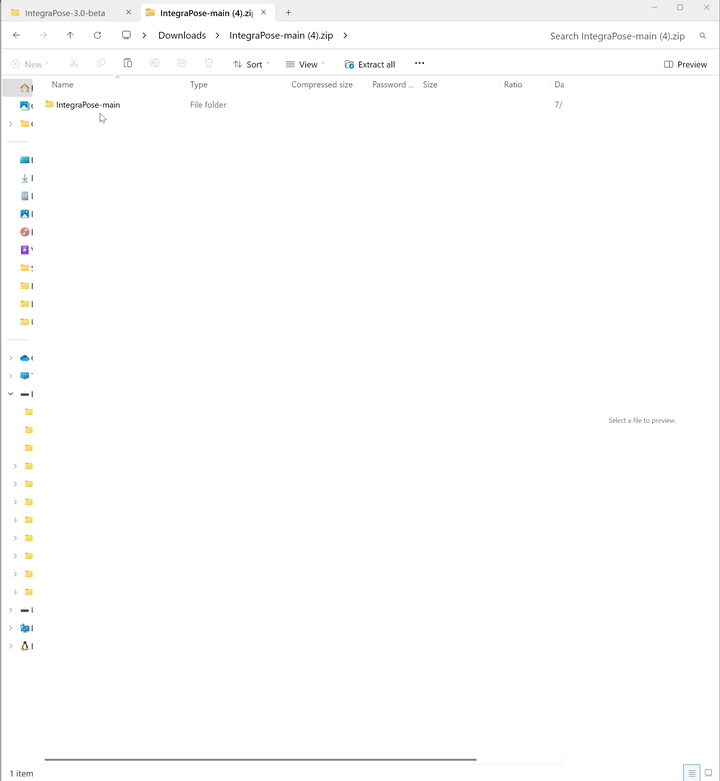 IntegraPose-3.0-beta
IntegraPose-main (4).zip
Downloads
IntegraPose-main (4).zip
Search IntegraPose-main (4).zip
New
Sort
View
Extract all
Preview
Name
Type
Compressed size
Password ...
Size
Ratio
Da
IntegraPose-main
File folder
7/
Select a file to preview.
1 item